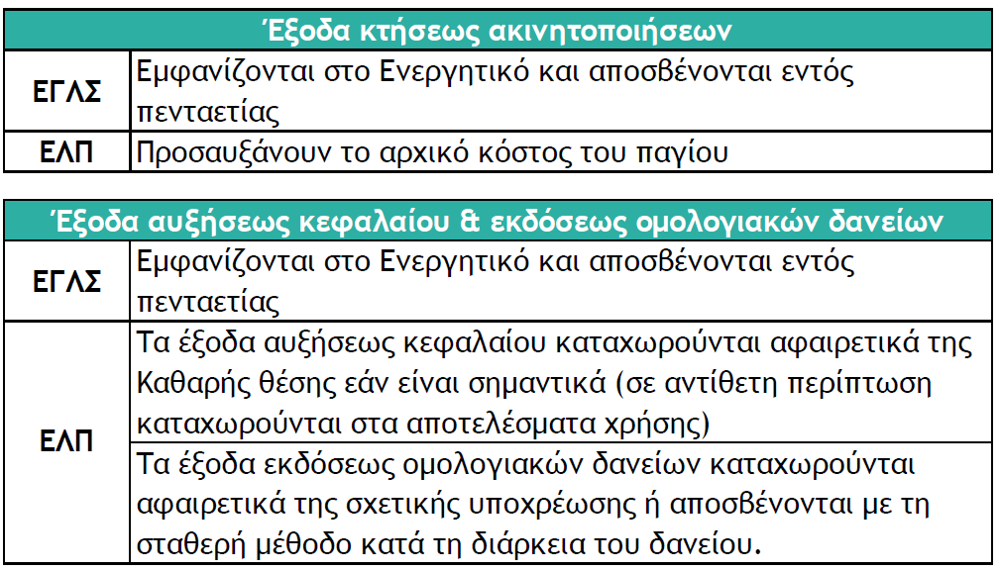 Έξοδα κτήσεως ακινητοποιήσεων
ΕΓΛΣ
Εμφανίζονται στο Ενεργητικό και αποσβένονται εντός
πενταετίας
ΕΛΠ
Προσαυξάνουν το αρχικό κόστος του παγίου
Έξοδα αυξήσεως κεφαλαίου & εκδόσεως ομολογιακών δανείων
ΕΓΛΣ
Εμφανίζονται στο Ενεργητικό και αποσβένονται εντός
πενταετίας
ΕΛΠ
Τα έξοδα αυξήσεως κεφαλαίου καταχωρούνται αφαιρετικά της
Καθαρής θέσης εάν είναι σημαντικά (σε αντίθετη περίπτωση
καταχωρούνται στα αποτελέσματα χρήσης)
Τα έξοδα εκδόσεως ομολογιακών δανείων καταχωρούνται
αφαιρετικά της σχετικής υποχρέωσης ή αποσβένονται με τη
σταθερή μέθοδο κατά τη διάρκεια του δανείου.